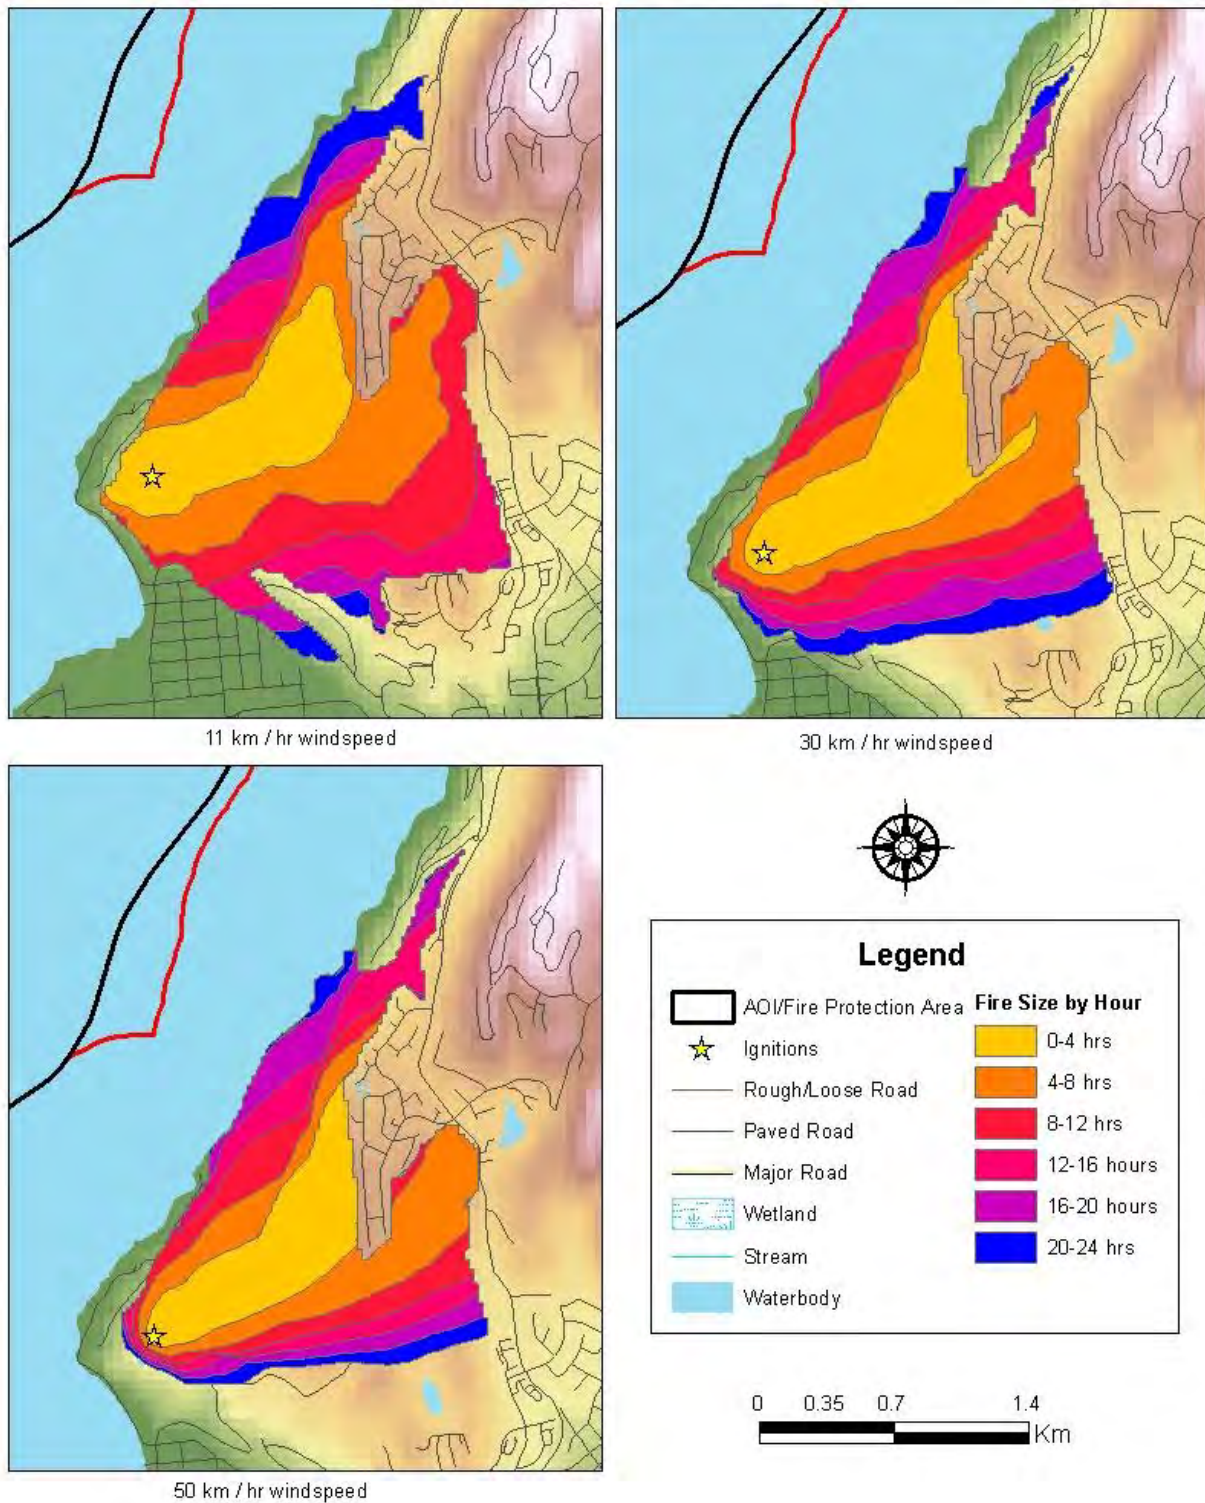 11 km / hr windspeed
30 km / hr windspeed
50 km / hr windspeed
Legend
AOI/Fire Protection Area
Ignitions
Rough/Loose Road
Paved Road
Major Road
Wetland
Stream
Waterbody
Fire Size by Hour
0-4 hrs
4-8 hrs
8-12 hrs
12-16 hours
16-20 hours
20-24 hrs
0 0.35 0.7 1.4
Km